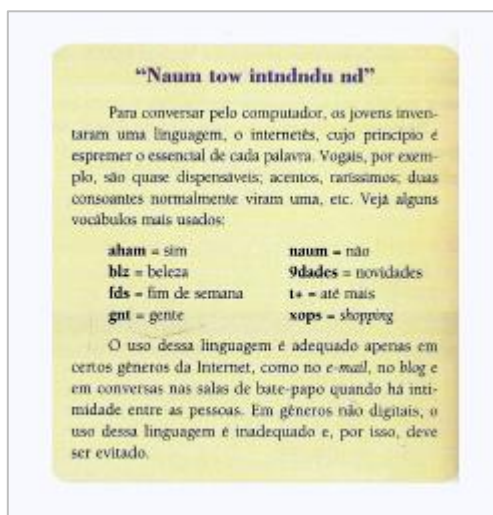 “Naum tow intndndu nd”
Para conversar pelo computador, os jovens inven-
taram uma linguagem, o internetês, cujo princípio é
espremer o essencial de cada palavra. Vogais, por exem-
plo, são quase dispensáveis; acentos, raríssimos; duas
consoantes normalmente viram uma, etc. Veja alguns
vocábulos mais usados:
aham = sim naum = não
blz = beleza 9dades = novidades
fds = fim de semana t+ = até mais
gnt = gente xops = shopping
O uso dessa linguagem é adequado apenas em
certos gêneros da Internet, como no e-mail, no blog e
em conversas nas salas de bate-papo quando há inti-
midade entre as pessoas. Em gêneros não digitais, o
uso dessa linguagem é inadequado e, por isso, deve
ser evitado.